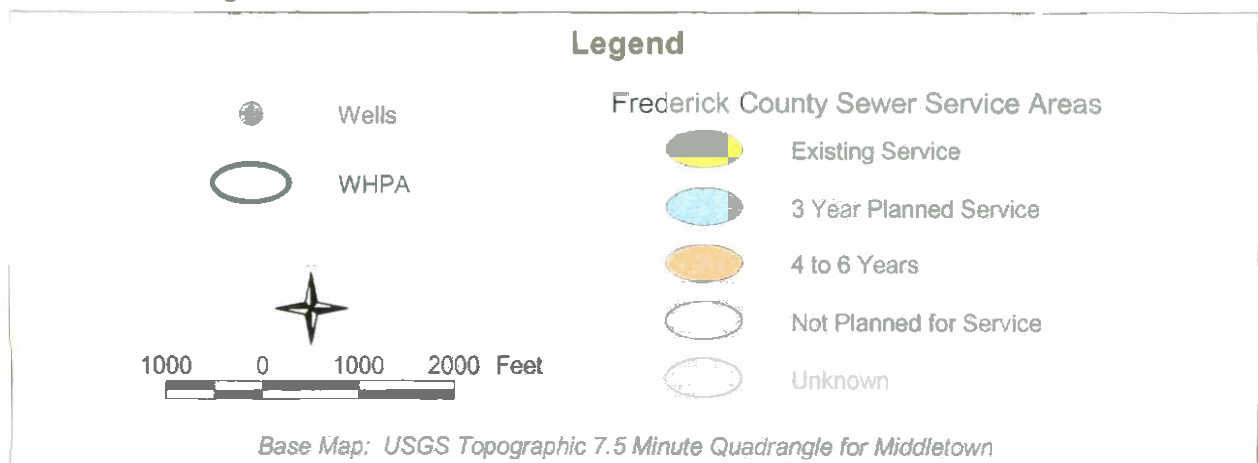 Legend
Wells
WHPA
1000 0 1000 2000 Feet
Frederick County Sewer Service Areas
Existing Service
3 Year Planned Service
4 to 6 Years
Not Planned for Service
Unknown
Base Map: USGS Topographic 7.5 Minute Quadrangle for Middletown